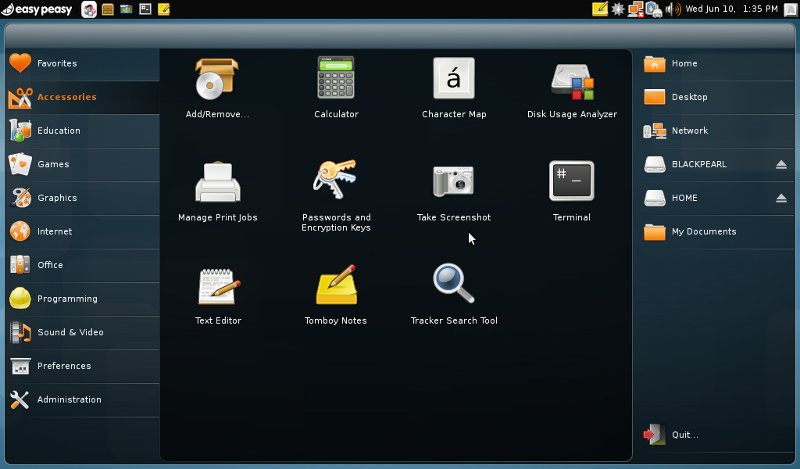 easy peasy
Wed Jun 10, 1:35 PM
Favorites
Accessories
Education
Games
Graphics
Internet
Office
Programming
Sound & Video
Preferences
Administration
Add/Remove...
Calculator
Character Map
Disk Usage Analyzer
Manage Print Jobs
Passwords and
Encryption Keys
Take Screenshot
Terminal
Text Editor
Tomboy Notes
Tracker Search Tool
Home
Desktop
Network
BLACKPEARL
HOME
My Documents
Quit...